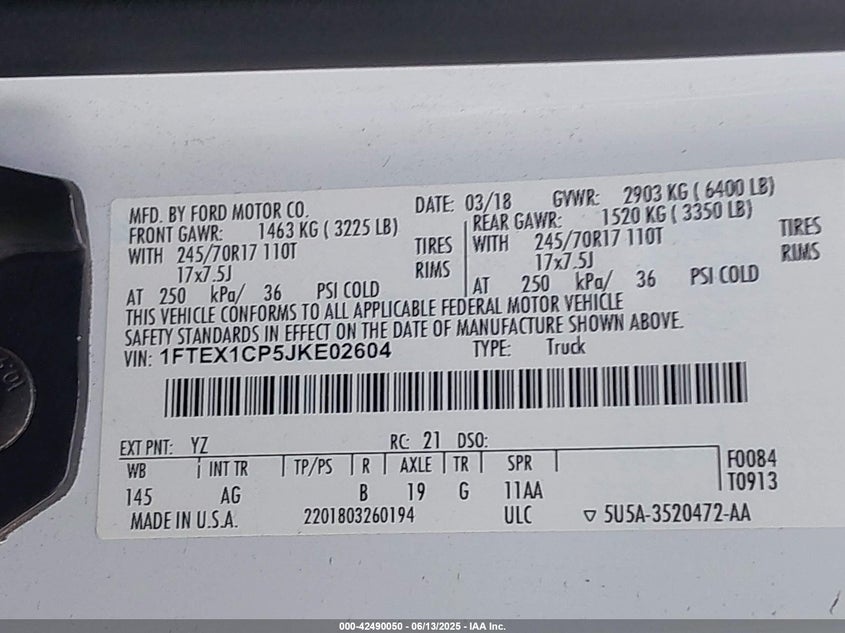 MFD. BY FORD MOTOR CO. DATE: 03/18 GVWR: 2903 KG ( 6400 LB)
FRONT GAWR: 1463 KG ( 3225 LB) REAR GAWR: 1520 KG ( 3350 LB)
WITH 245/70R17 110T TIRES WITH 245/70R17 110T TIRES
17x7.5J RIMS 17x7.5J RIMS
AT 250 kPa/ 36 PSI COLD AT 250 kPa/ 36 PSI COLD
THIS VEHICLE CONFORMS TO ALL APPLICABLE FEDERAL MOTOR VEHICLE
SAFETY STANDARDS IN EFFECT ON THE DATE OF MANUFACTURE SHOWN ABOVE.
VIN: 1FTEX1CP5JKE02604 TYPE: Truck
EXT PNT: YZ RC: 21 DSO:
WB INT TR TP/PS R AXLE TR SPR F0084
145 AG B 19 G 11AA T0913
MADE IN U.S.A. 2201803260194 ULC ▽ 5U5A-3520472-AA
000-42490050 - 06/13/2025 - IAA Inc.